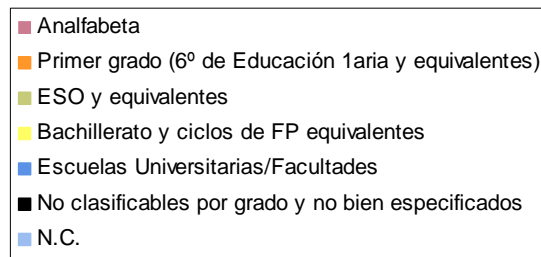 Analfabeta
Primer grado (6º de Educación 1aria y equivalentes)
ESO y equivalentes
Bachillerato y ciclos de FP equivalentes
Escuelas Universitarias/Facultades
No clasificables por grado y no bien especificados
N.C.